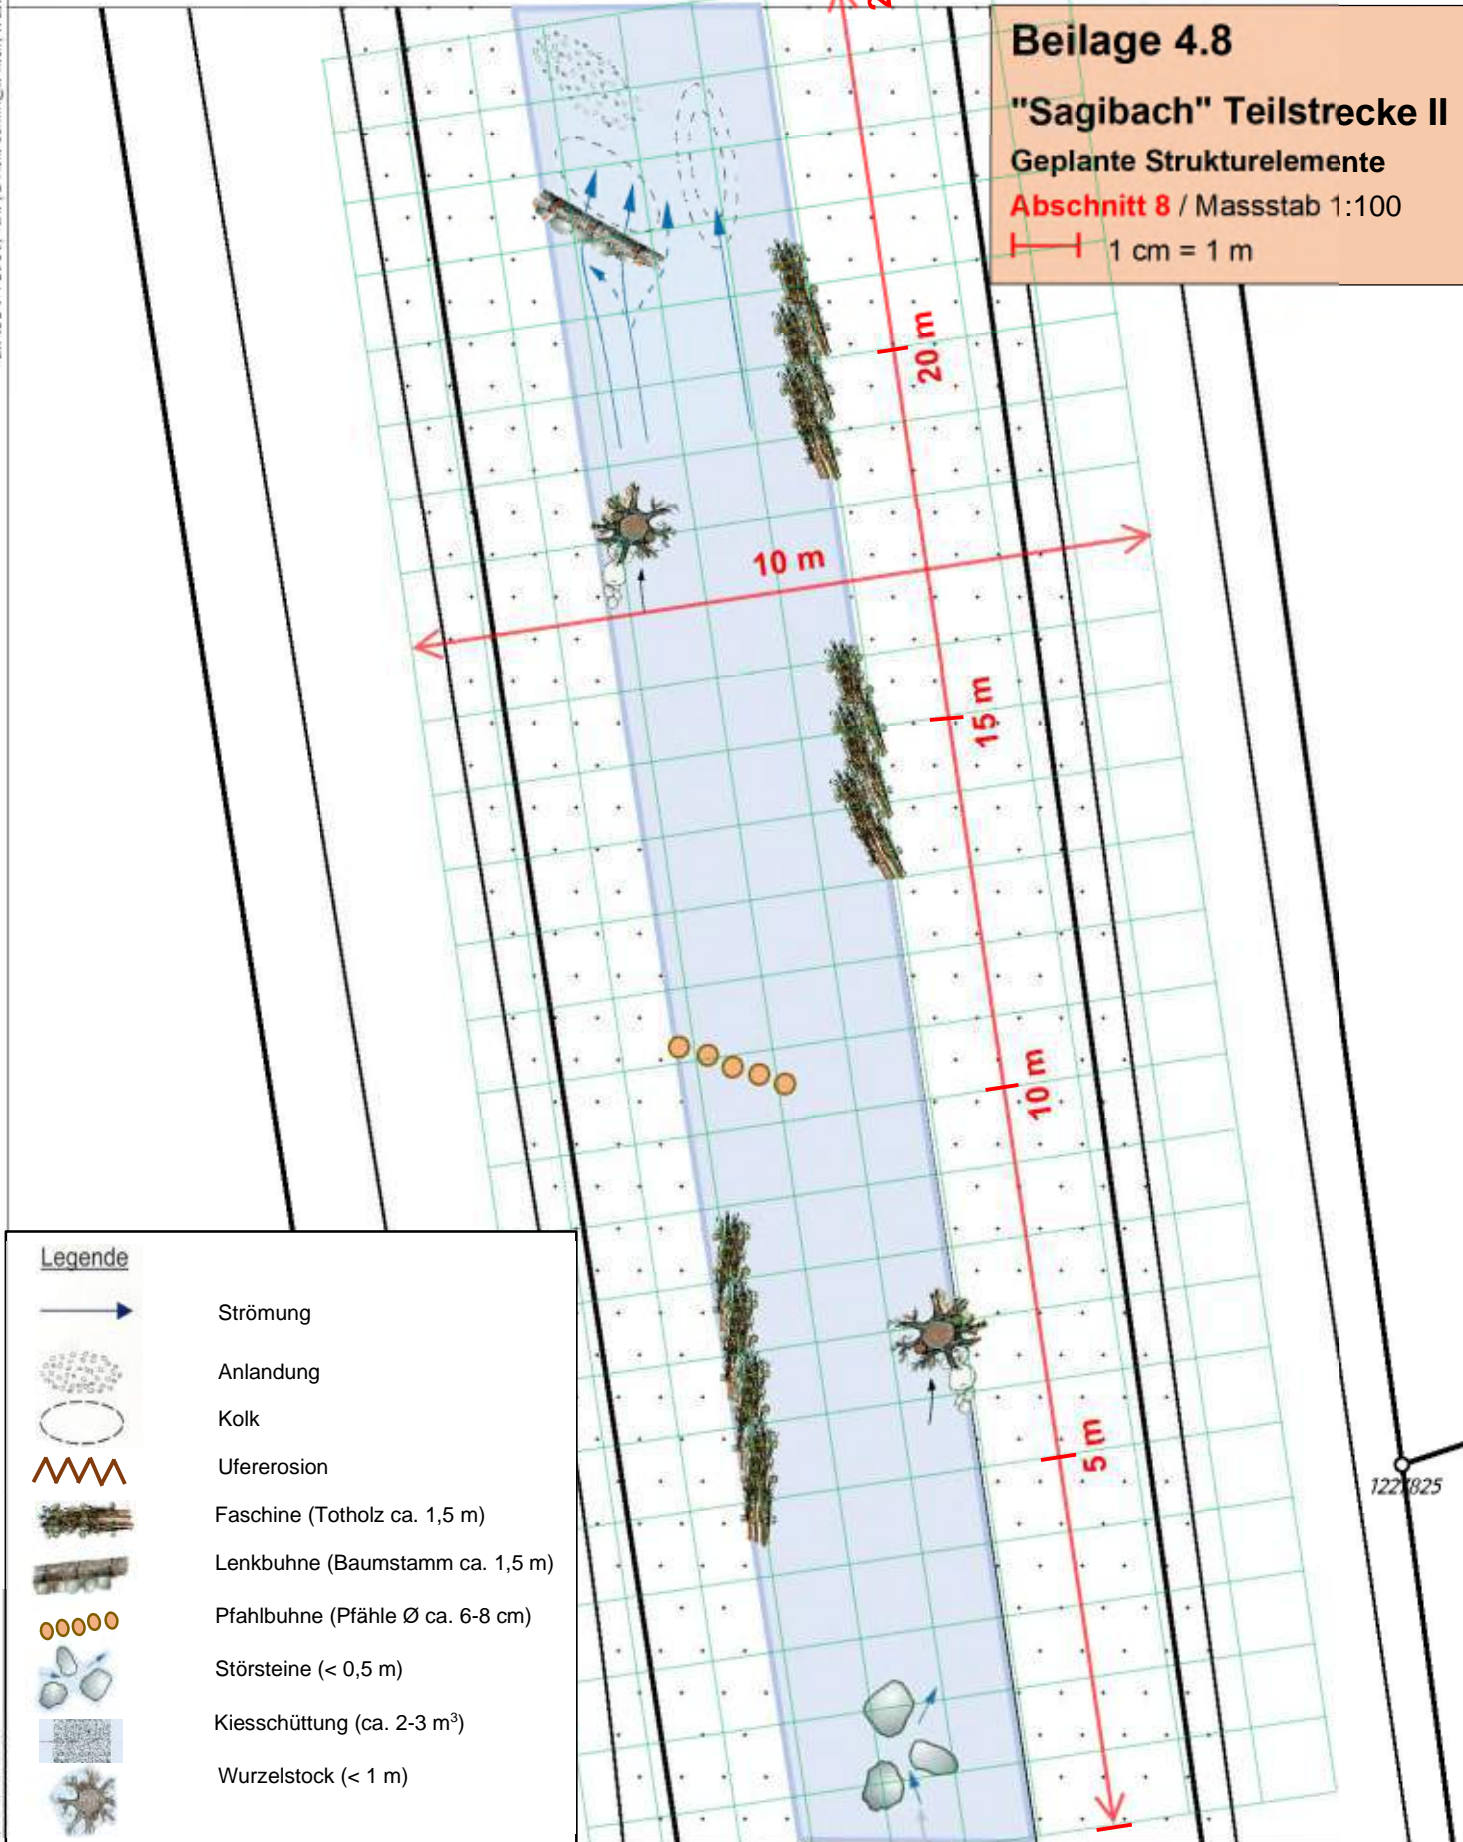 Beilage 4.8
"Sagibach" Teilstrecke II
Geplante Strukturelemente
Abschnitt 8 / Massstab 1:100
1 cm = 1 m
20 m
10 m
15 m
10 m
5 m
1227825
Legende
Strömung
Anlandung
Kolk
Ufererosion
Faschine (Totholz ca. 1,5 m)
Lenkbuhne (Baumstamm ca. 1,5 m)
Pfahlbuhne (Pfähle Ø ca. 6-8 cm)
Störsteine (< 0,5 m)
Kiesschüttung (ca. 2-3 m³)
Wurzelstock (< 1 m)